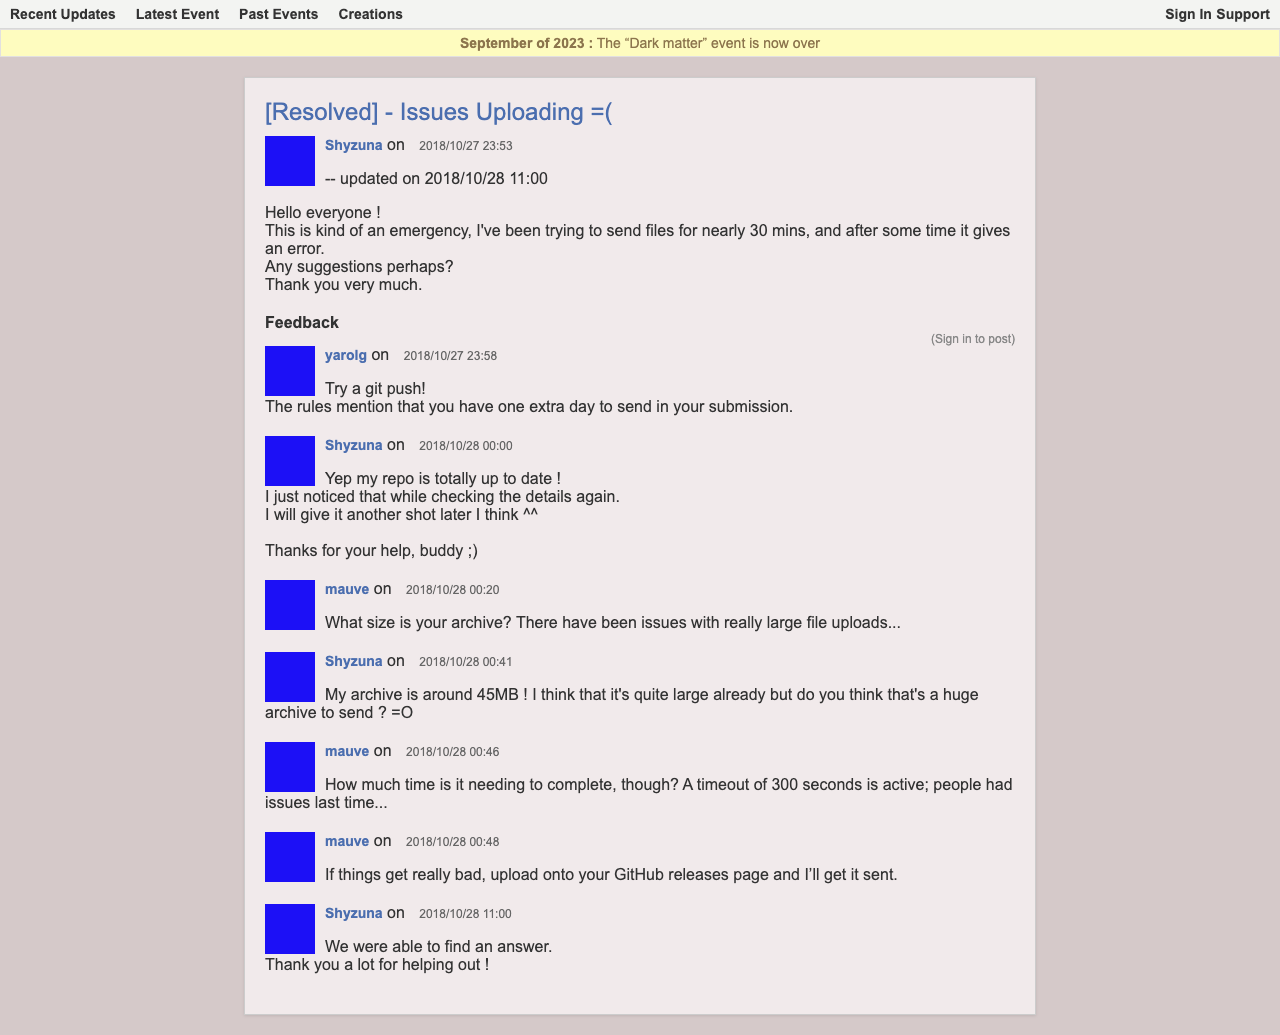 Recent Updates Latest Event Past Events Creations Sign In Support
September of 2023 : The “Dark matter” event is now over
[Resolved] - Issues Uploading =(
Shyzuna on 2018/10/27 23:53
-- updated on 2018/10/28 11:00
Hello everyone !
This is kind of an emergency, I've been trying to send files for nearly 30 mins, and after some time it gives
an error.
Any suggestions perhaps?
Thank you very much.
Feedback
(Sign in to post)
yarolg on 2018/10/27 23:58
Try a git push!
The rules mention that you have one extra day to send in your submission.
Shyzuna on 2018/10/28 00:00
Yep my repo is totally up to date !
I just noticed that while checking the details again.
I will give it another shot later I think ^^
Thanks for your help, buddy ;)
mauve on 2018/10/28 00:20
What size is your archive? There have been issues with really large file uploads...
Shyzuna on 2018/10/28 00:41
My archive is around 45MB ! I think that it's quite large already but do you think that's a huge
archive to send ? =O
mauve on 2018/10/28 00:46
How much time is it needing to complete, though? A timeout of 300 seconds is active; people had
issues last time...
mauve on 2018/10/28 00:48
If things get really bad, upload onto your GitHub releases page and I’ll get it sent.
Shyzuna on 2018/10/28 11:00
We were able to find an answer.
Thank you a lot for helping out !